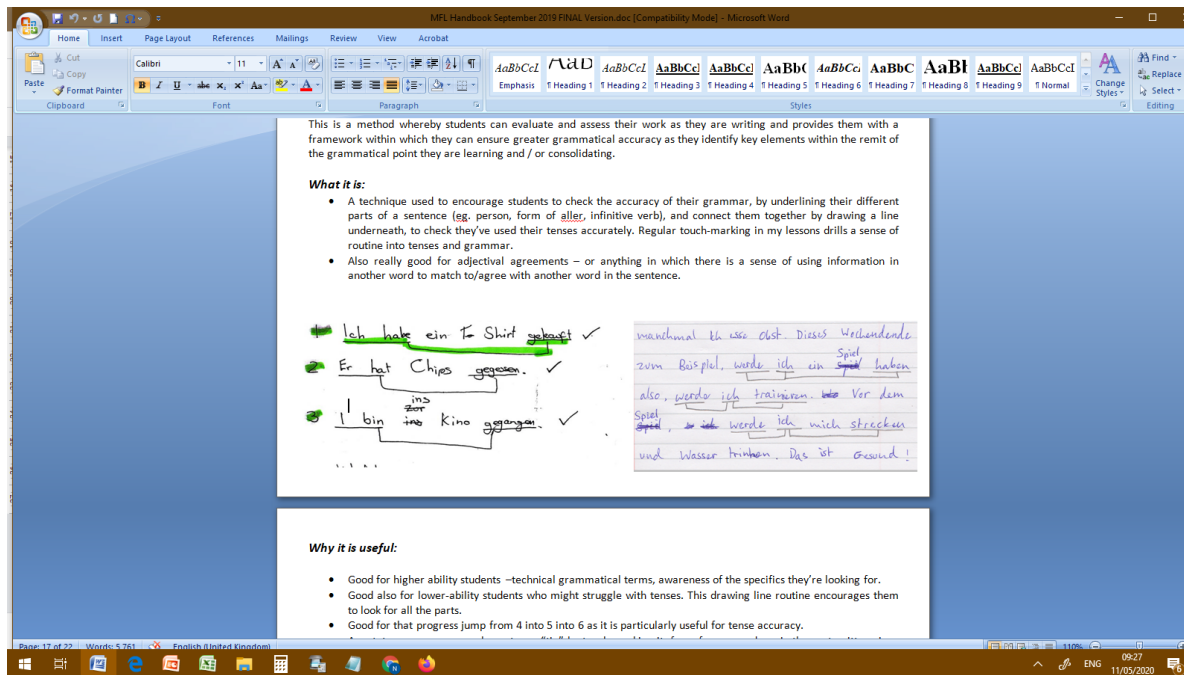 MFL Handbook September 2019 FINAL Version.doc [Compatibility Mode] - Microsoft Word
Home Insert Page Layout References Mailings Review View Acrobat
Cut
Copy
Format Painter
Paste
Calibri 11
AaBbCcI AaBbCcI AaBbCcI AaBbCcI AaBb( AaBbCc AaBbC AaBb AaBbCcI AaBbCcI
Emphasis ¶ Heading 1 ¶ Heading 2 ¶ Heading 3 ¶ Heading 4 ¶ Heading 5 ¶ Heading 6 ¶ Heading 7 ¶ Heading 8 ¶ Heading 9 ¶ Normal
Change Styles
Find
Replace
Select
Clipboard Font Paragraph Styles Editing
This is a method whereby students can evaluate and assess their work as they are writing and provides them with a
framework within which they can ensure greater grammatical accuracy as they identify key elements within the remit of
the grammatical point they are learning and / or consolidating.
What it is:
• A technique used to encourage students to check the accuracy of their grammar, by underlining their different
parts of a sentence (eg. person, form of aller, infinitive verb), and connect them together by drawing a line
underneath, to check they've used their tenses accurately. Regular touch-marking in my lessons drills a sense of
routine into tenses and grammar.
• Also really good for adjectival agreements – or anything in which there is a sense of using information in
another word to match to/agree with another word in the sentence.
1 Ich habe ein T-Shirt gekauft ✓
2 Er hat Chips gegessen. ✓
3 I bin ins Kino gegangen. ✓
manchmal ich esse Obst. Dieses Wochendende
zum Beispiel, werde ich ein Spiel haben
also, werde ich trainieren. Vor dem
Spiel, werde ich mich strecken
und Wasser trinken. Das ist Gesund!
Why it is useful:
• Good for higher ability students –technical grammatical terms, awareness of the specifics they're looking for.
• Good also for lower-ability students who might struggle with tenses. This drawing line routine encourages them
to look for all the parts.
• Good for that progress jump from 4 into 5 into 6 as it is particularly useful for tense accuracy.
Page: 17 of 22 Words: 5,761 English (United Kingdom) 110%
ENG
09:27
11/05/2020